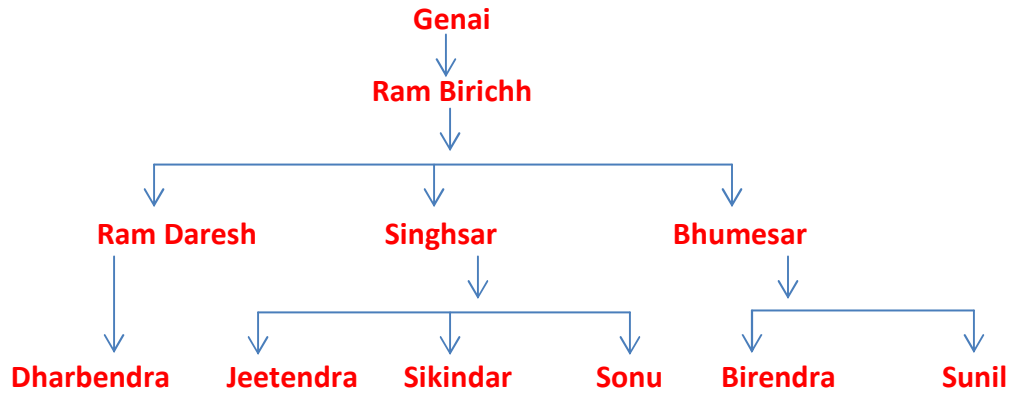 Genai
Ram Birichh
Ram Daresh Singhsar Bhumesar
Dharbendra Jeetendra Sikindar Sonu Birendra Sunil